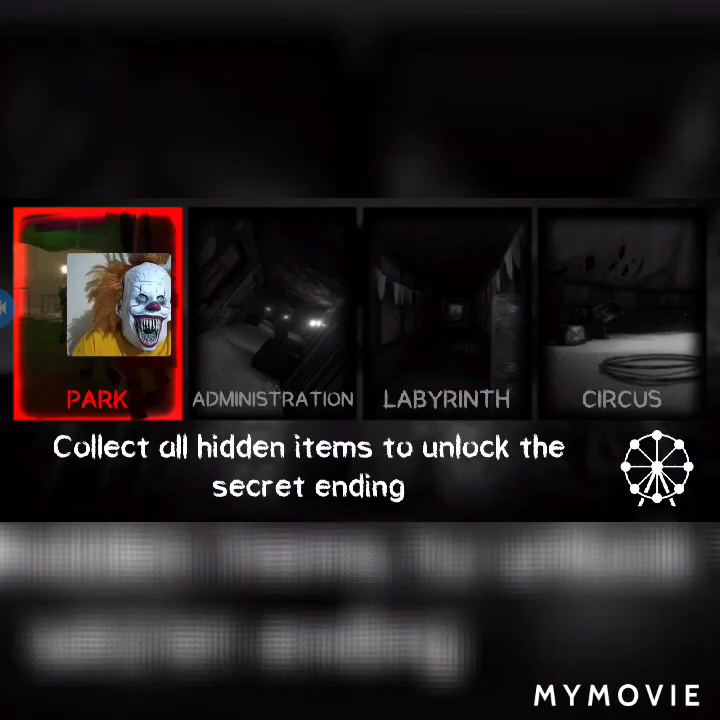 PARK
ADMINISTRATION
LABYRINTH
CIRCUS
Collect all hidden items to unlock the
secret ending
MYMOVIE